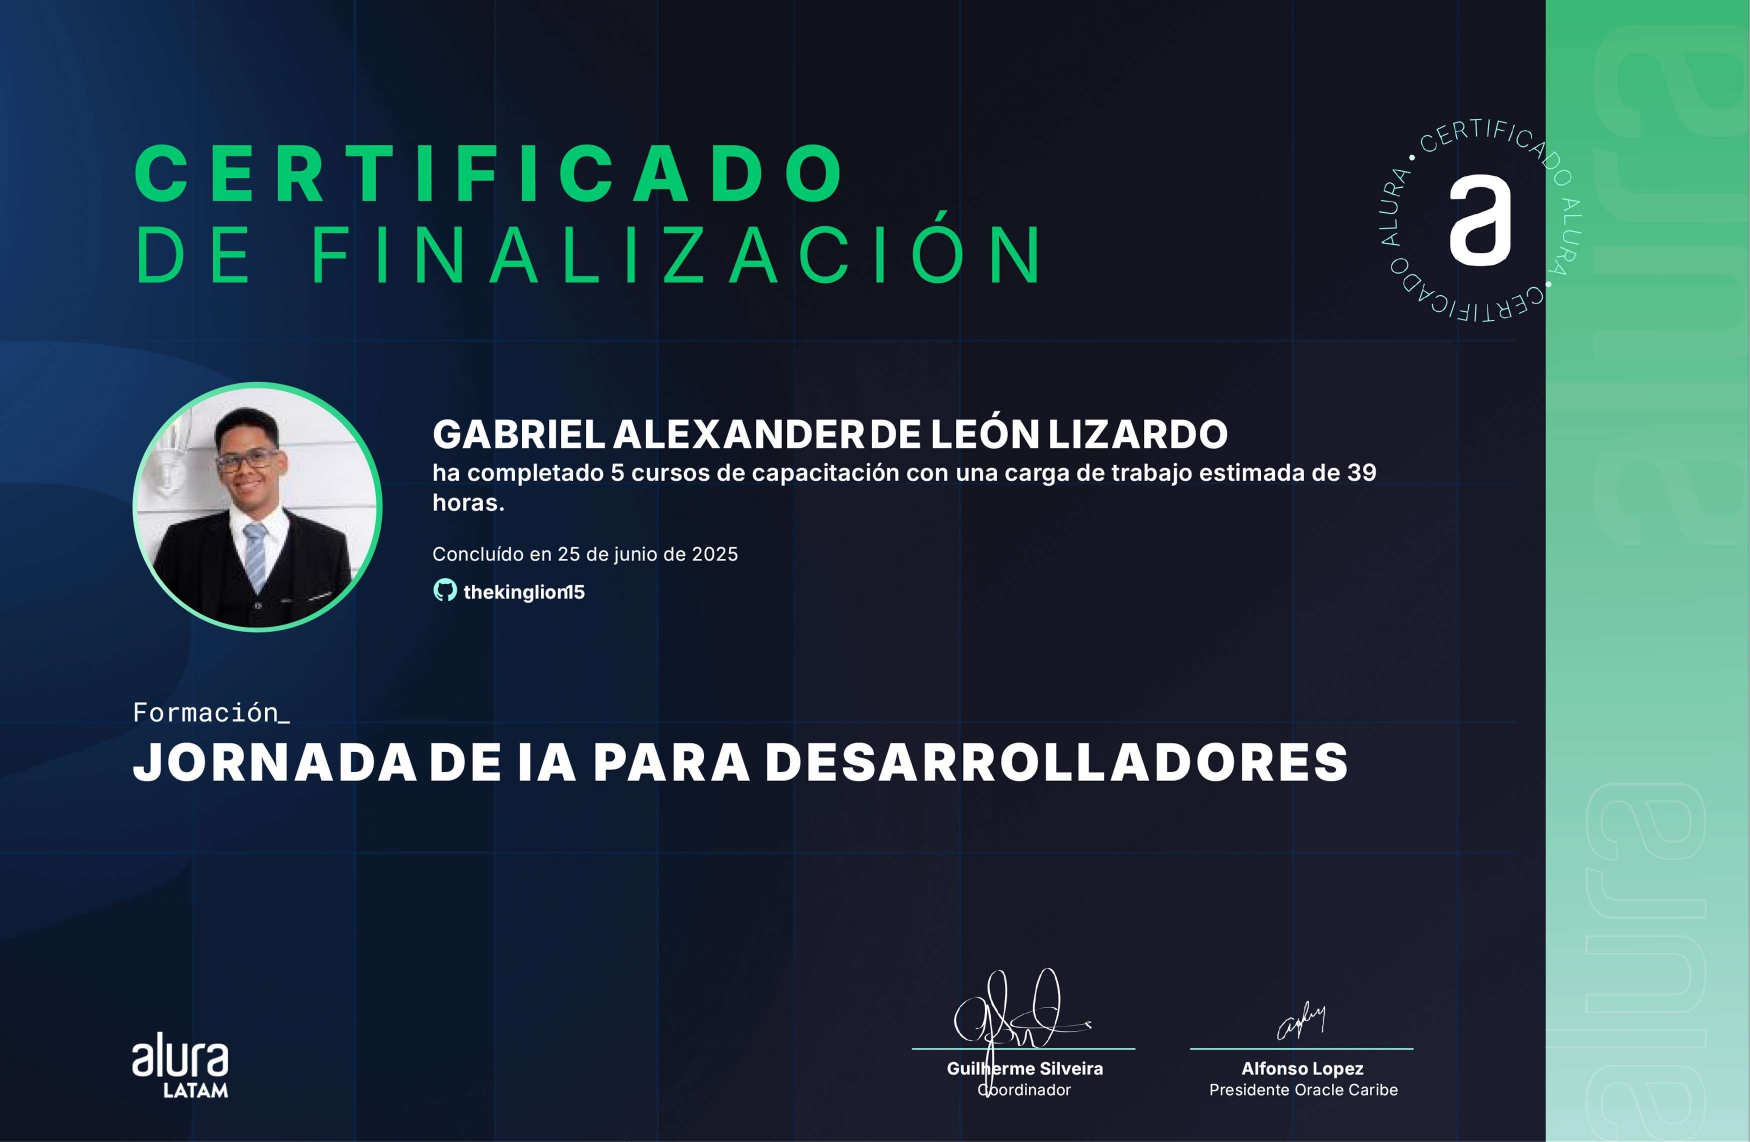 CERTIFICADO
DE FINALIZACIÓN
CERTIFICADO ALURA • CERTIFICADO ALURA •
a
GABRIEL ALEXANDER DE LEÓN LIZARDO
ha completado 5 cursos de capacitación con una carga de trabajo estimada de 39
horas.
Concluído en 25 de junio de 2025
thekinglion15
Formación_
JORNADA DE IA PARA DESARROLLADORES
alura
LATAM
Guilherme Silveira
Coordinador
Alfonso Lopez
Presidente Oracle Caribe
alura
alura